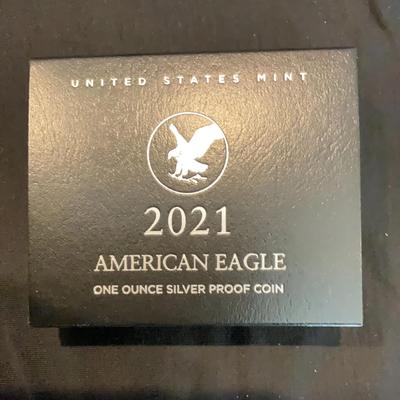 UNITED STATES MINT
2021
AMERICAN EAGLE
ONE OUNCE SILVER PROOF COIN